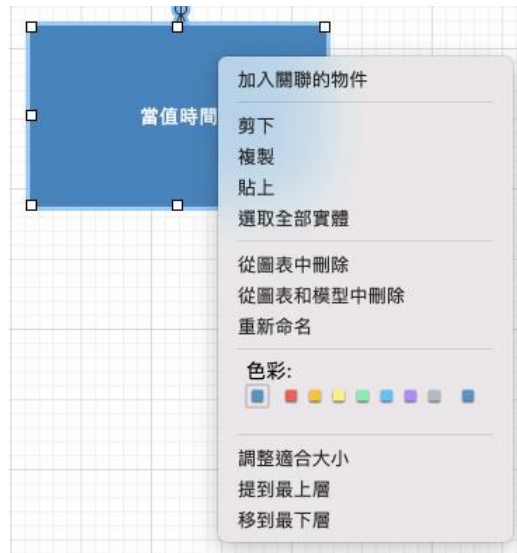 當值時間
加入關聯的物件
剪下
複製
貼上
選取全部實體
從圖表中刪除
從圖表和模型中刪除
重新命名
色彩:
調整適合大小
提到最上層
移到最下層